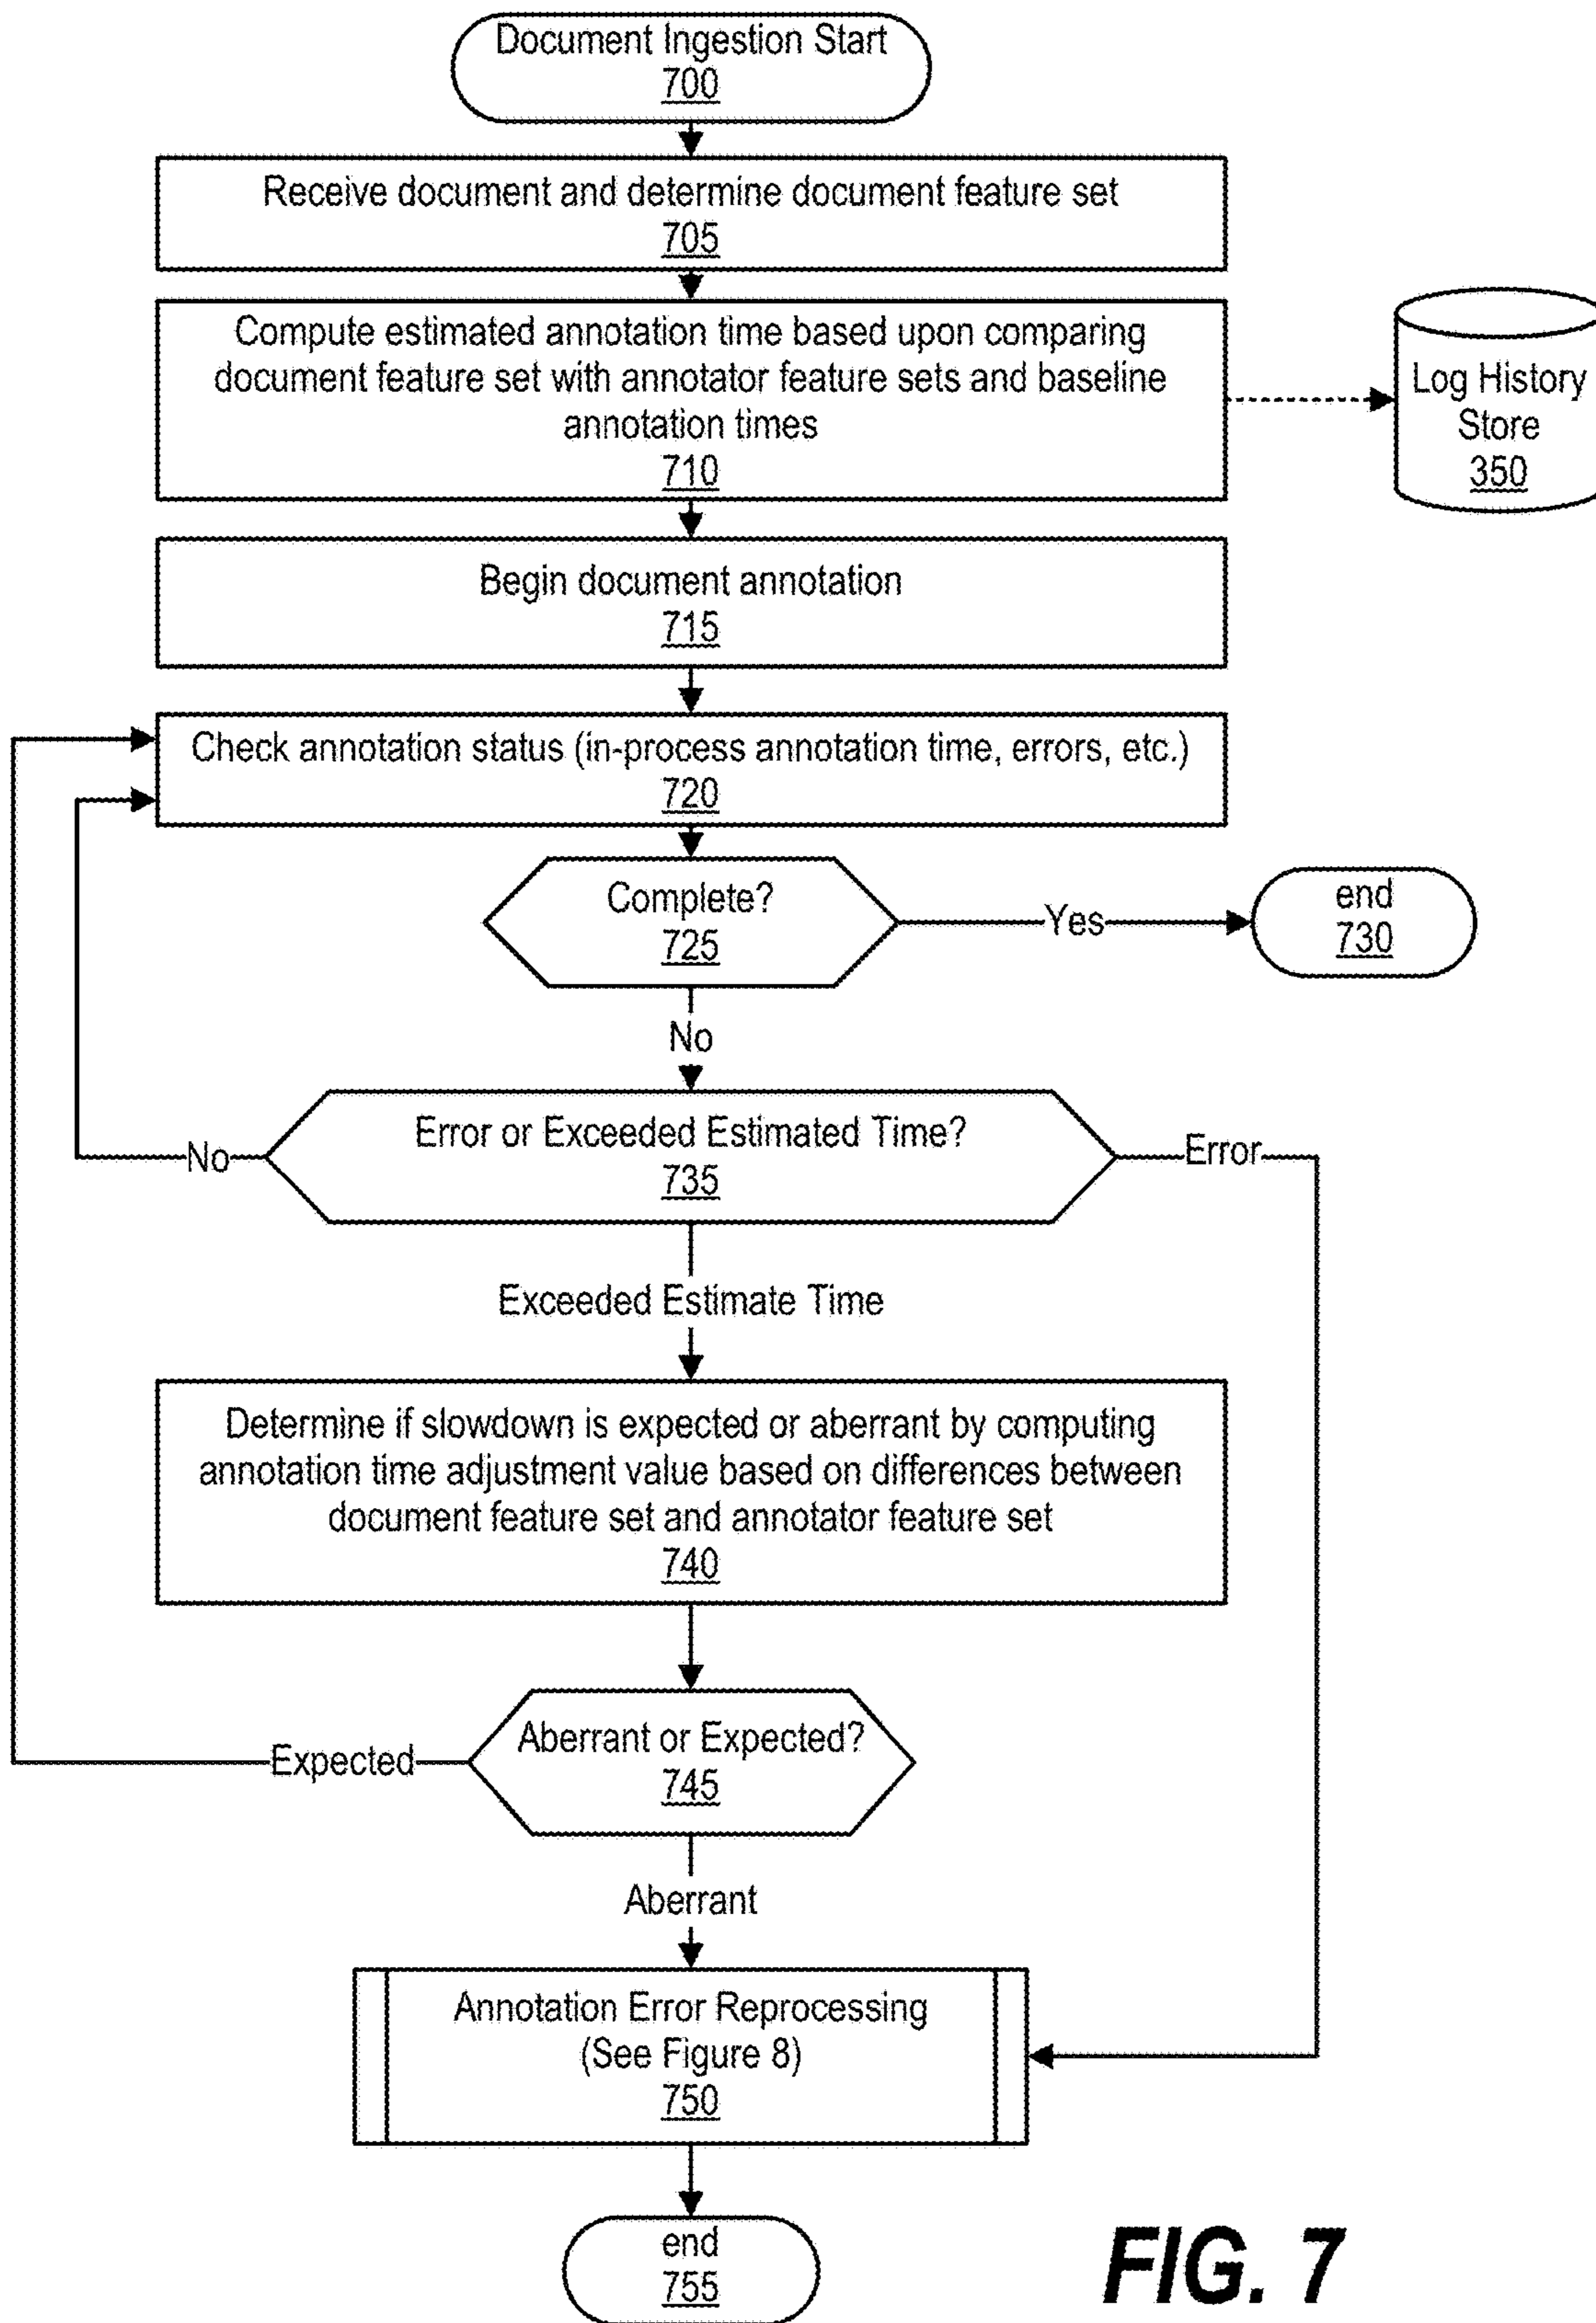 Document Ingestion Start
700
Receive document and determine document feature set
705
Compute estimated annotation time based upon comparing
document feature set with annotator feature sets and baseline
annotation times
710
Log History
Store
350
Begin document annotation
715
Check annotation status (in-process annotation time, errors, etc.)
720
Complete?
725
Yes
end
730
No
Error or Exceeded Estimated Time?
735
No
Error
Exceeded Estimate Time
Determine if slowdown is expected or aberrant by computing
annotation time adjustment value based on differences between
document feature set and annotator feature set
740
Aberrant or Expected?
745
Expected
Aberrant
Annotation Error Reprocessing
(See Figure 8)
750
end
755
FIG. 7